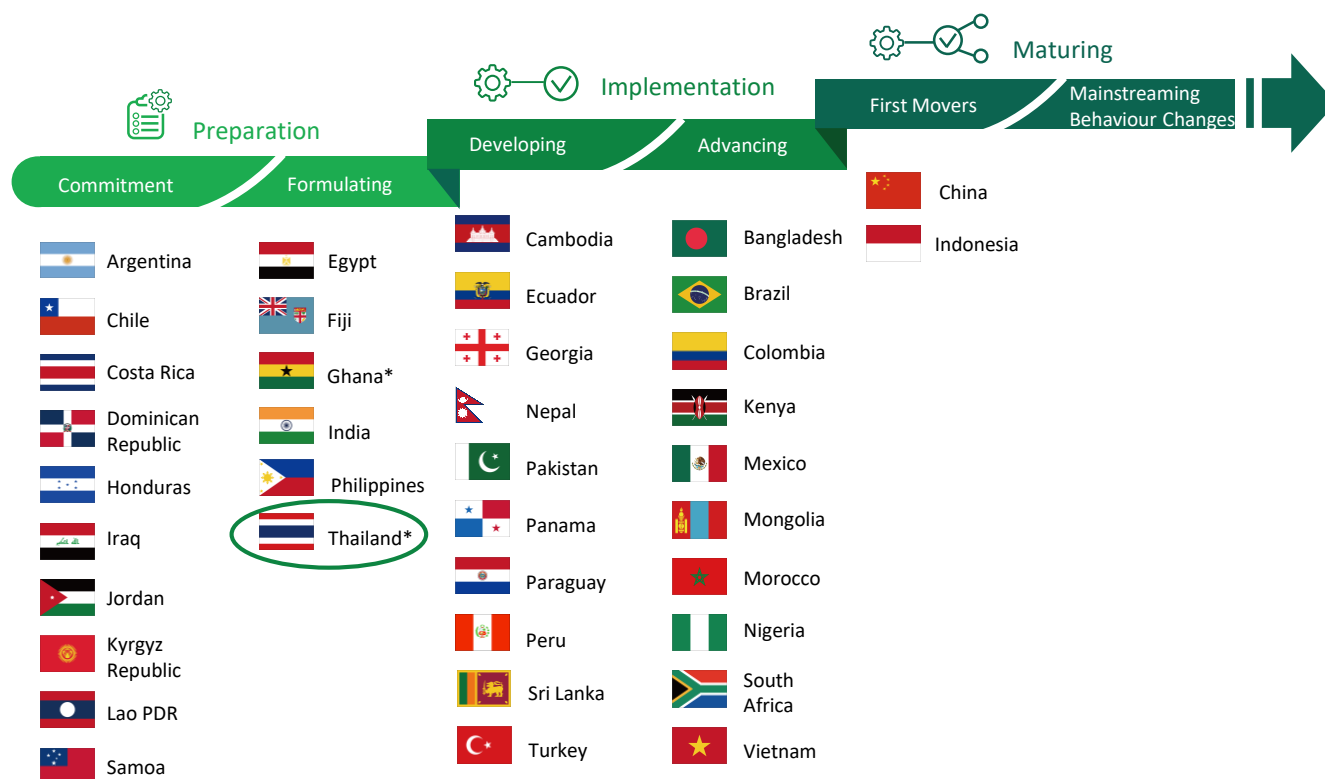 Preparation
Implementation
Maturing
Commitment
Formulating
Developing
Advancing
First Movers
Mainstreaming
Behaviour Changes
Argentina
Chile
Costa Rica
Dominican
Republic
Honduras
Iraq
Jordan
Kyrgyz
Republic
Lao PDR
Samoa
Egypt
Fiji
Ghana*
India
Philippines
Thailand*
Cambodia
Ecuador
Georgia
Nepal
Pakistan
Panama
Paraguay
Peru
Sri Lanka
Turkey
Bangladesh
Brazil
Colombia
Kenya
Mexico
Mongolia
Morocco
Nigeria
South
Africa
Vietnam
China
Indonesia